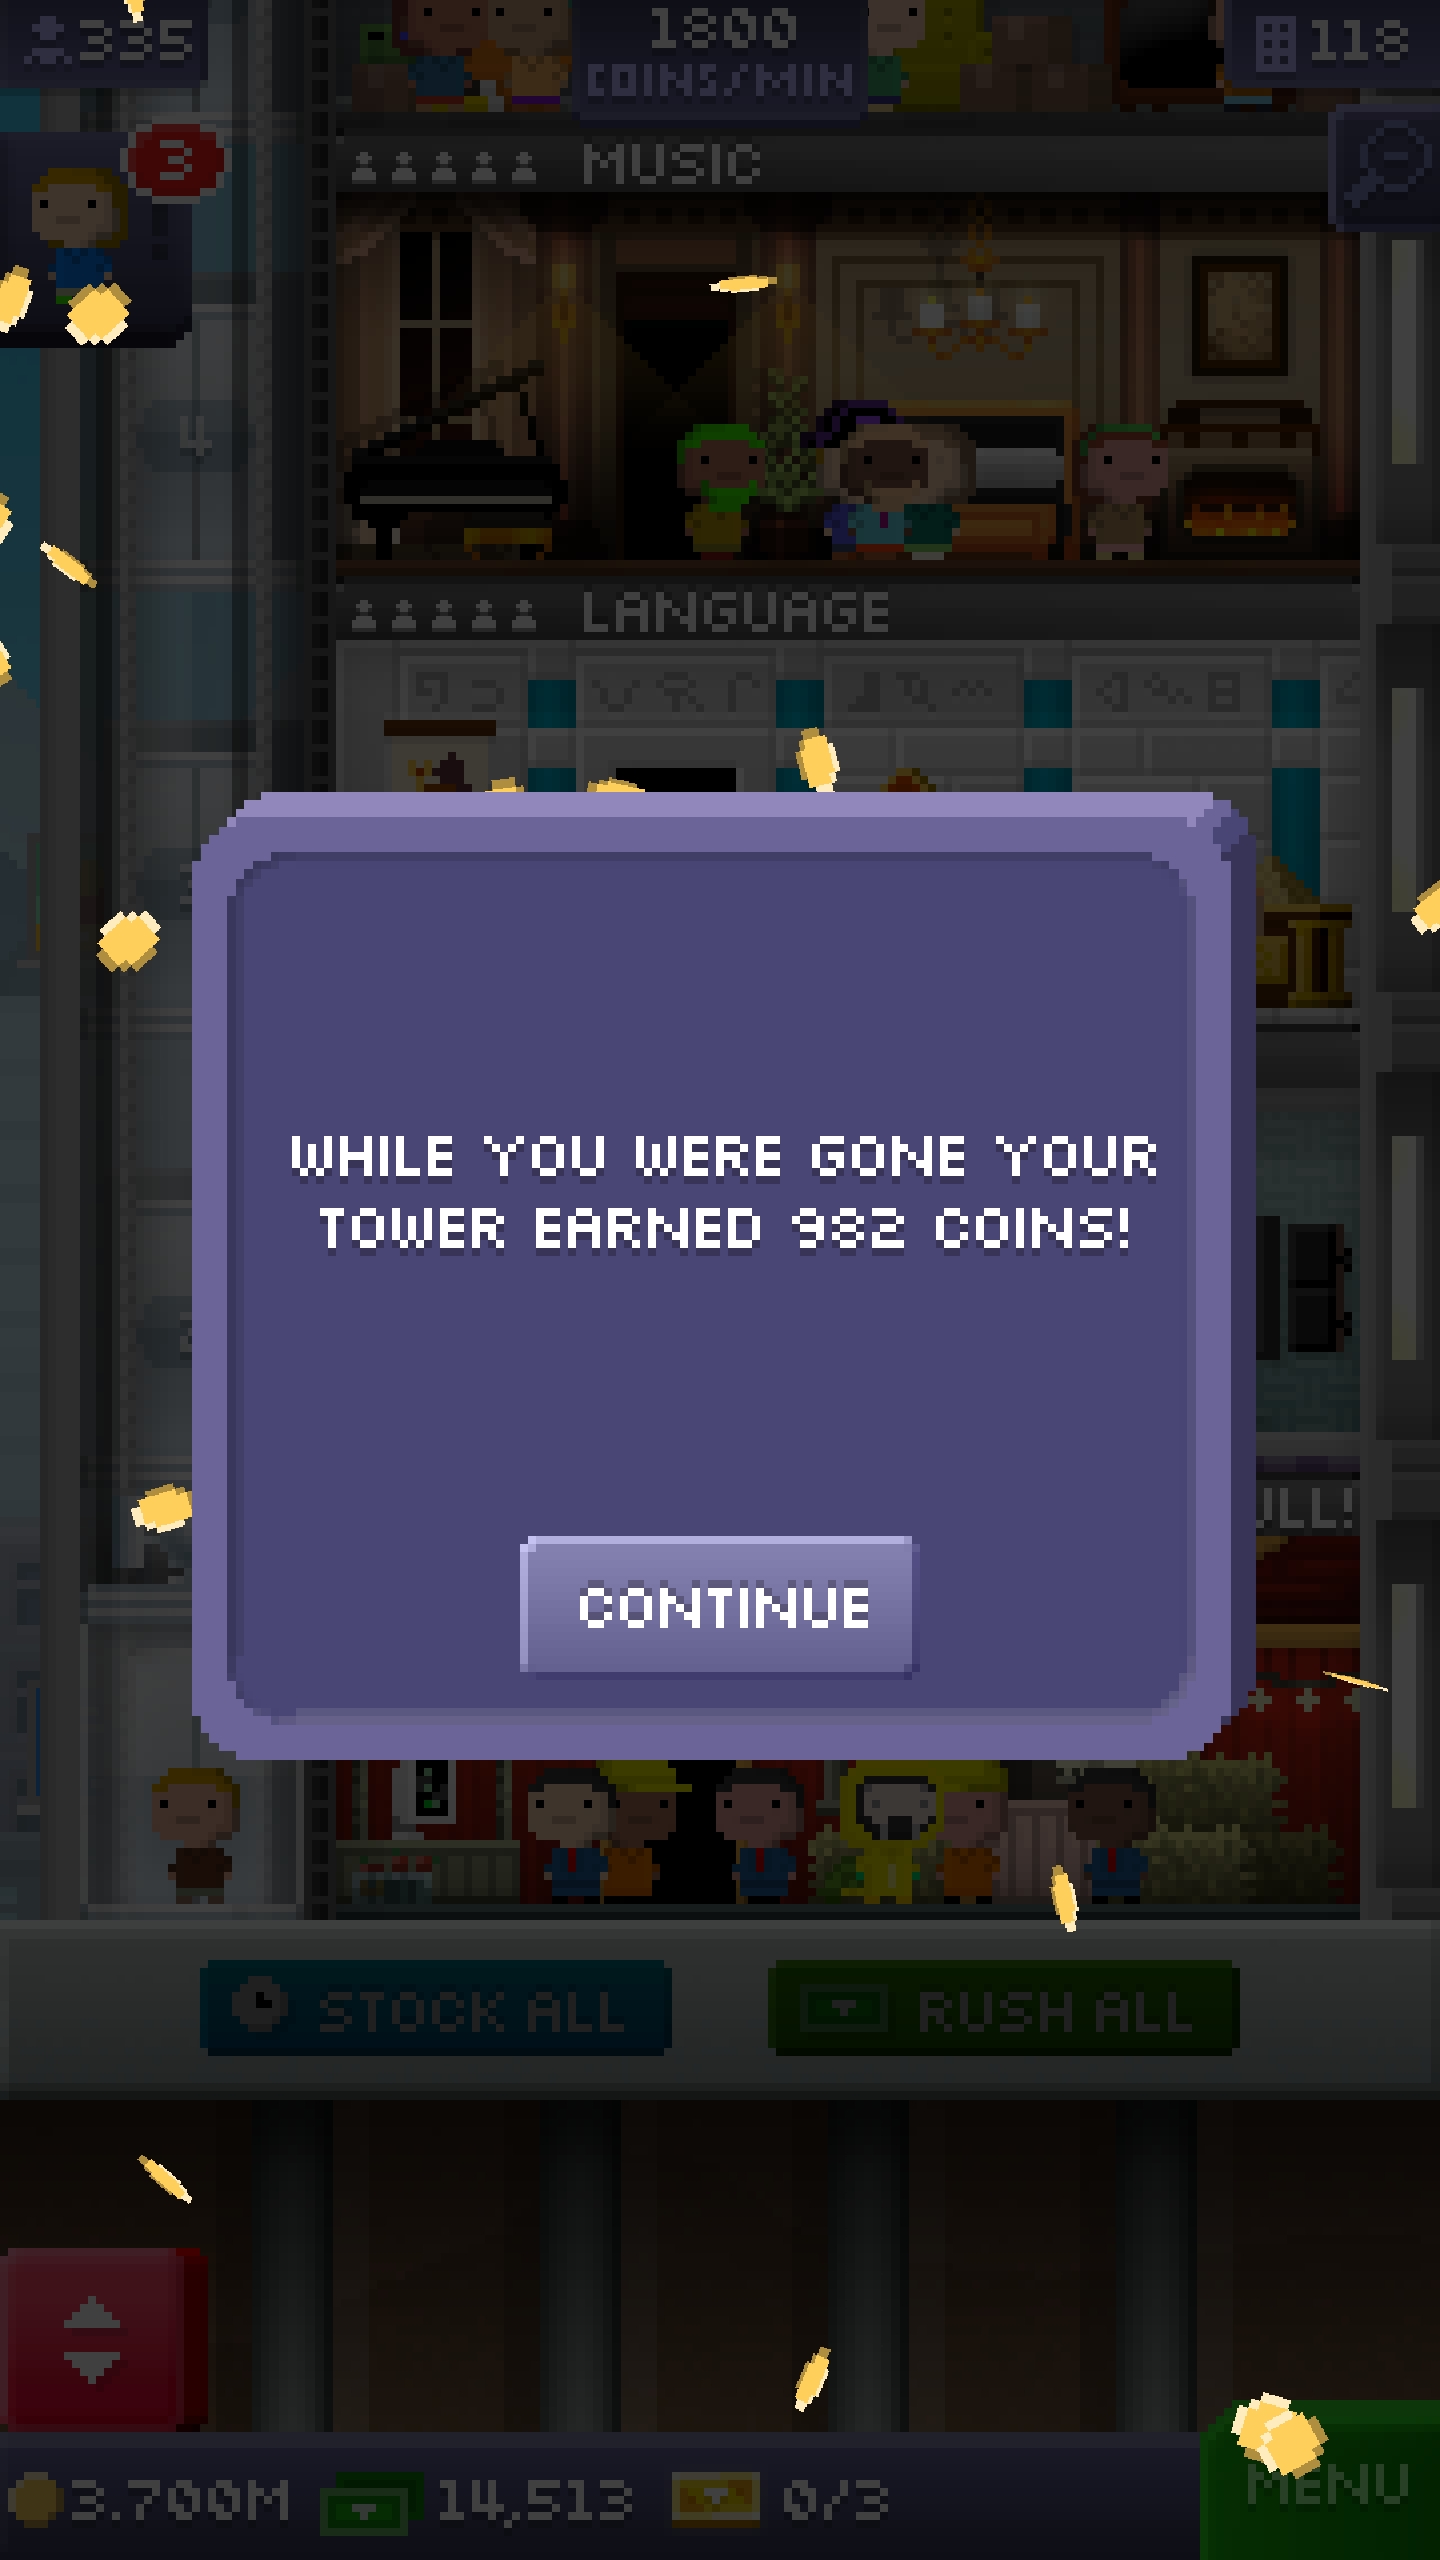 335
1800
COINS/MIN
118
3
MUSIC
4
LANGUAGE
WHILE YOU WERE GONE YOUR
TOWER EARNED 982 COINS!
CONTINUE
STOCK ALL
RUSH ALL
3.700M
14,513
0/3
MENU